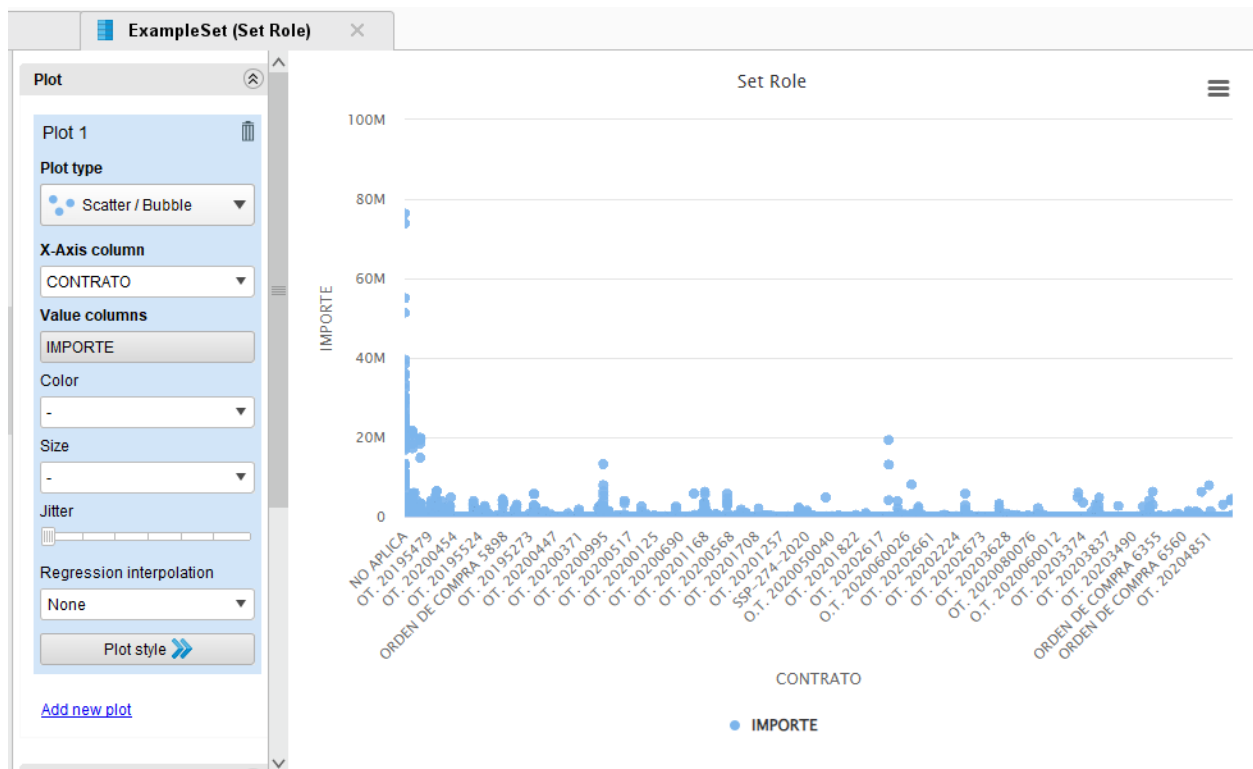 ExampleSet (Set Role)
Plot
Plot 1
Plot type
Scatter / Bubble
X-Axis column
CONTRATO
Value columns
IMPORTE
Color
-
Size
-
Jitter
Regression interpolation
None
Plot style
Add new plot
Set Role
100M
80M
60M
40M
20M
0
IMPORTE
NO APLICA
OT. 20195479
OT. 20200454
OT. 20195524
ORDEN DE COMPRA 5898
OT. 20195273
OT. 20200447
OT. 20200371
OT. 20200995
OT. 20200517
OT. 20200125
OT. 20200690
OT. 20201168
OT. 20200568
OT. 20201708
OT. 20201257
SSP-274-2020
O.T. 2020050040
OT. 20201822
OT. 20202617
O.T. 2020060026
OT. 20202661
OT. 20202224
OT. 20202673
OT. 20203628
OT. 2020080076
O.T. 2020060012
OT. 20203374
OT. 20203837
OT. 20203490
ORDEN DE COMPRA 6355
ORDEN DE COMPRA 6560
OT. 20204851
CONTRATO
IMPORTE